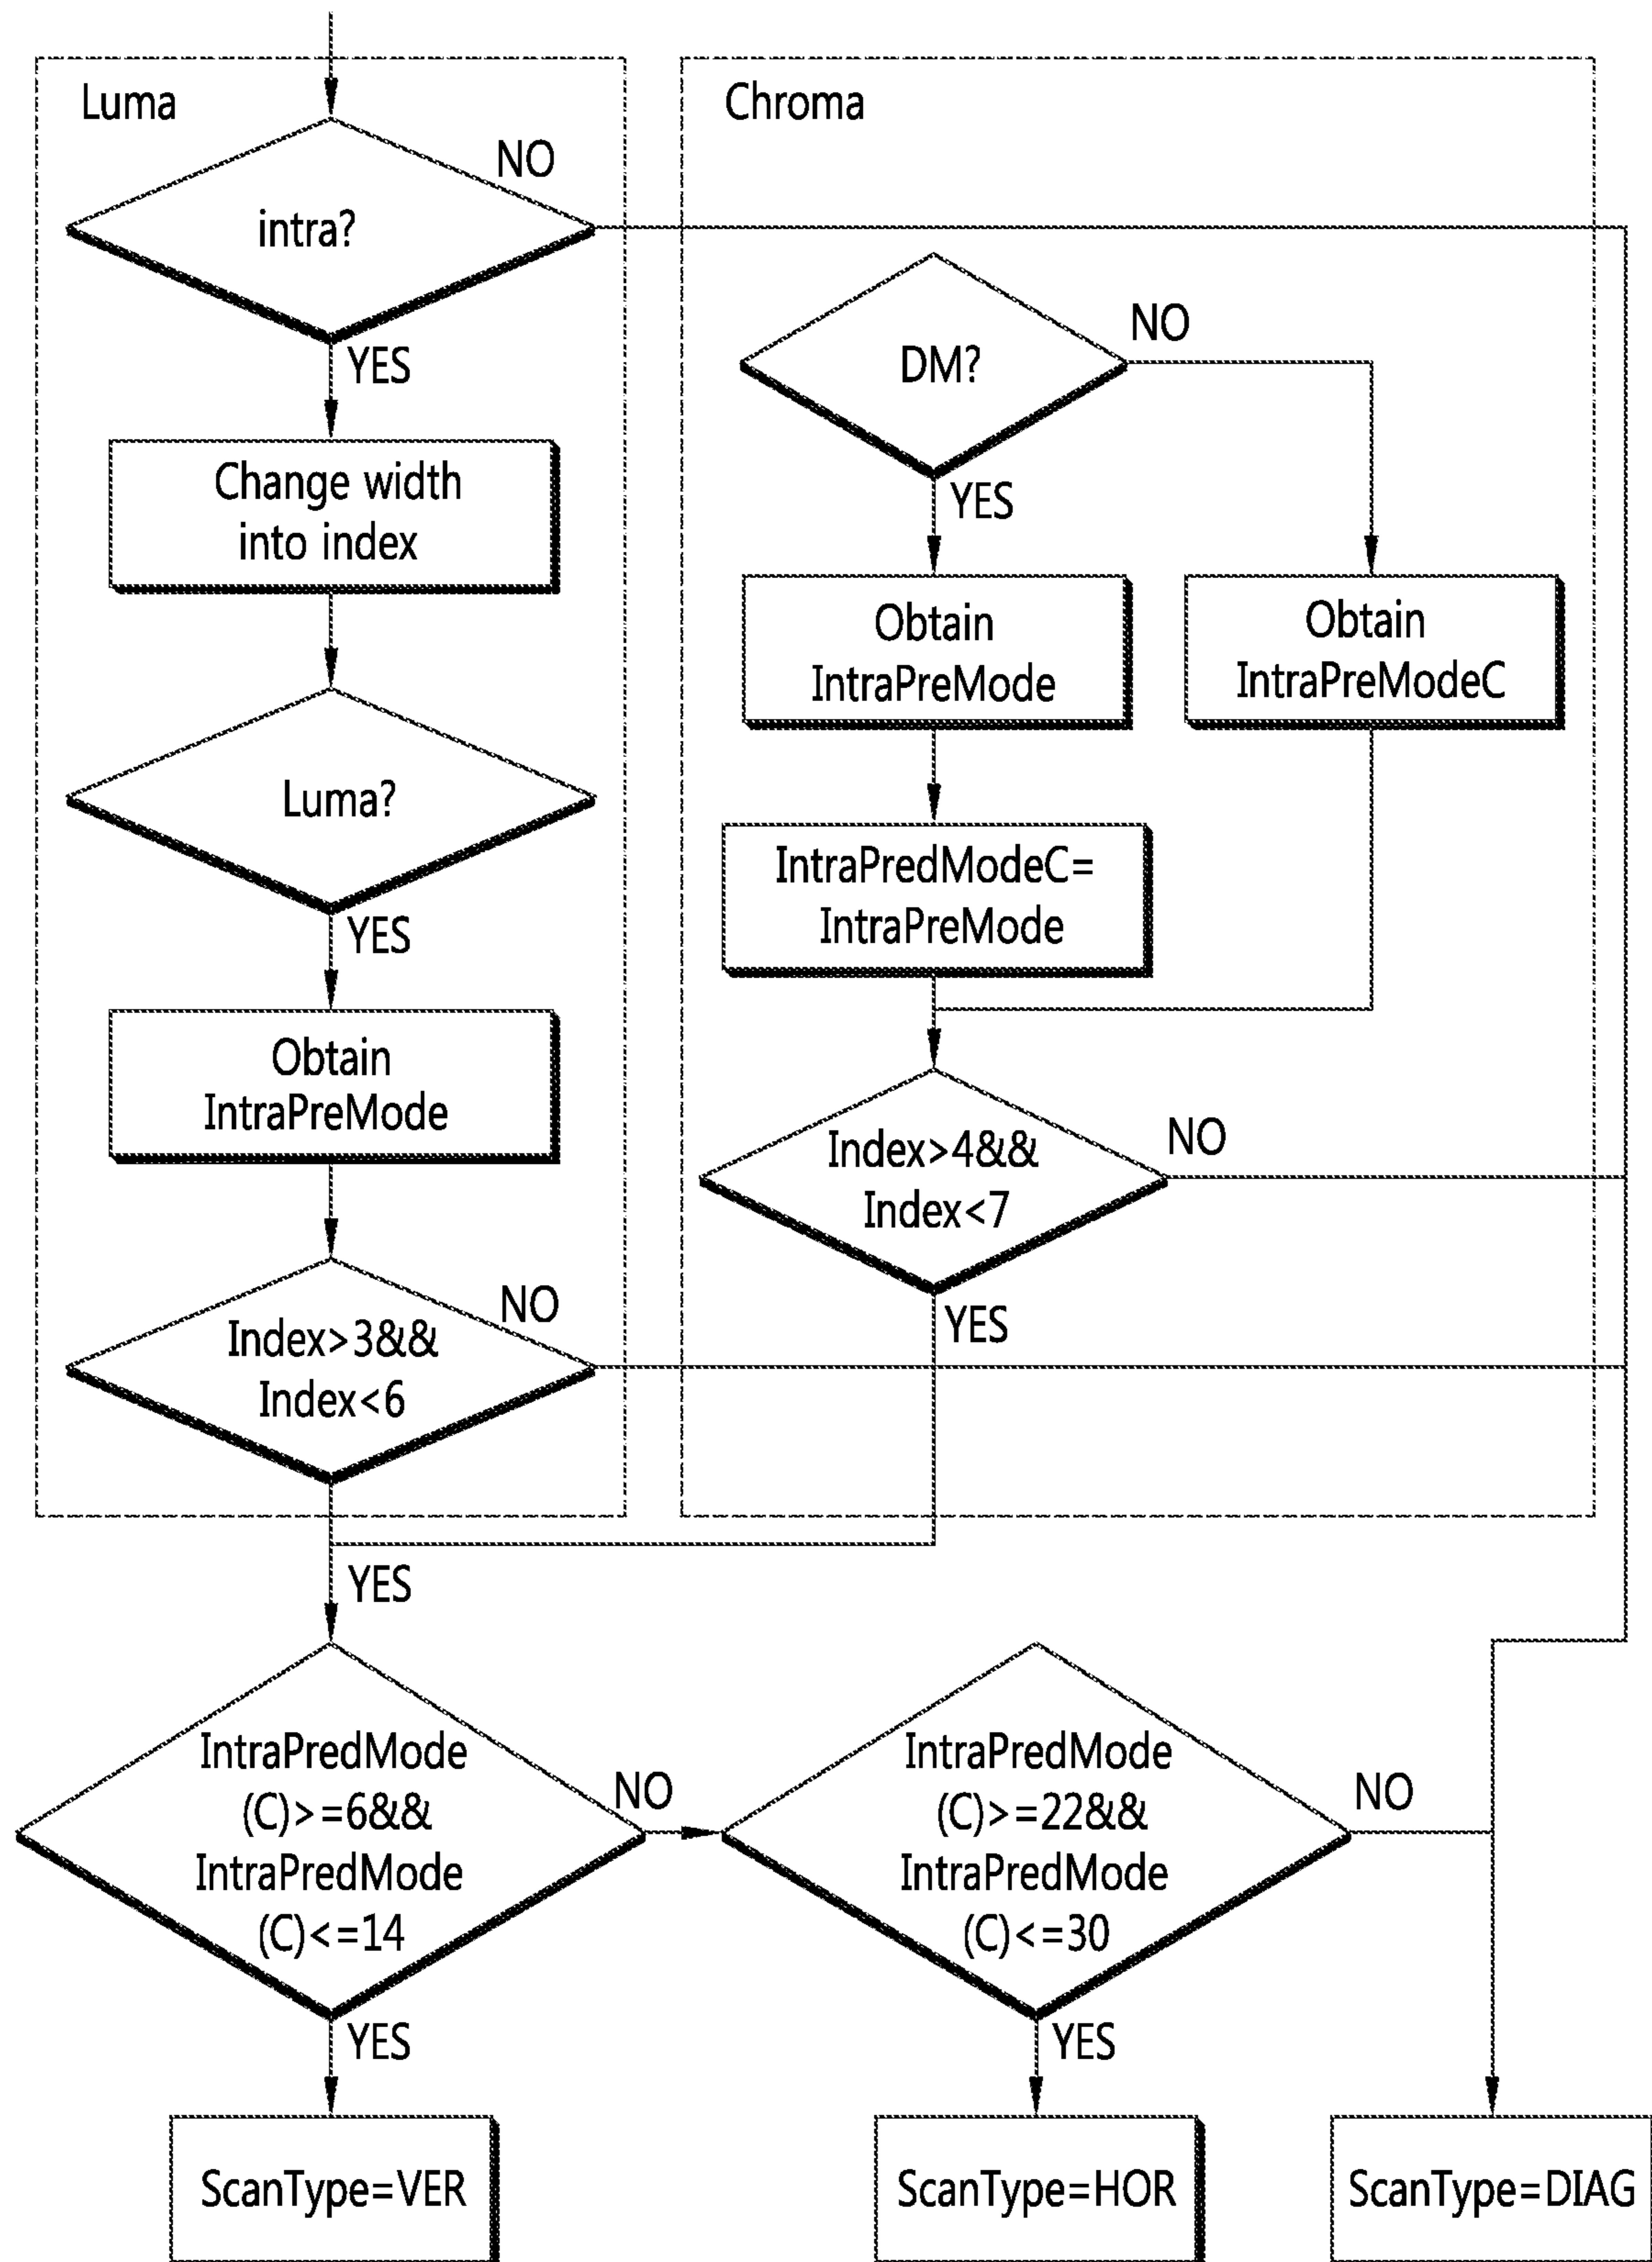 Luma
intra?
NO
YES
Change width
into index
Luma?
YES
Obtain
IntraPreMode
Index>3&&
Index<6
NO
YES
Chroma
DM?
NO
YES
Obtain
IntraPreMode
Obtain
IntraPreModeC
IntraPredModeC=
IntraPreMode
Index>4&&
Index<7
NO
YES
IntraPredMode
(C)>=6&&
IntraPredMode
(C)<=14
NO
YES
IntraPredMode
(C)>=22&&
IntraPredMode
(C)<=30
NO
YES
ScanType=VER
ScanType=HOR
ScanType=DIAG